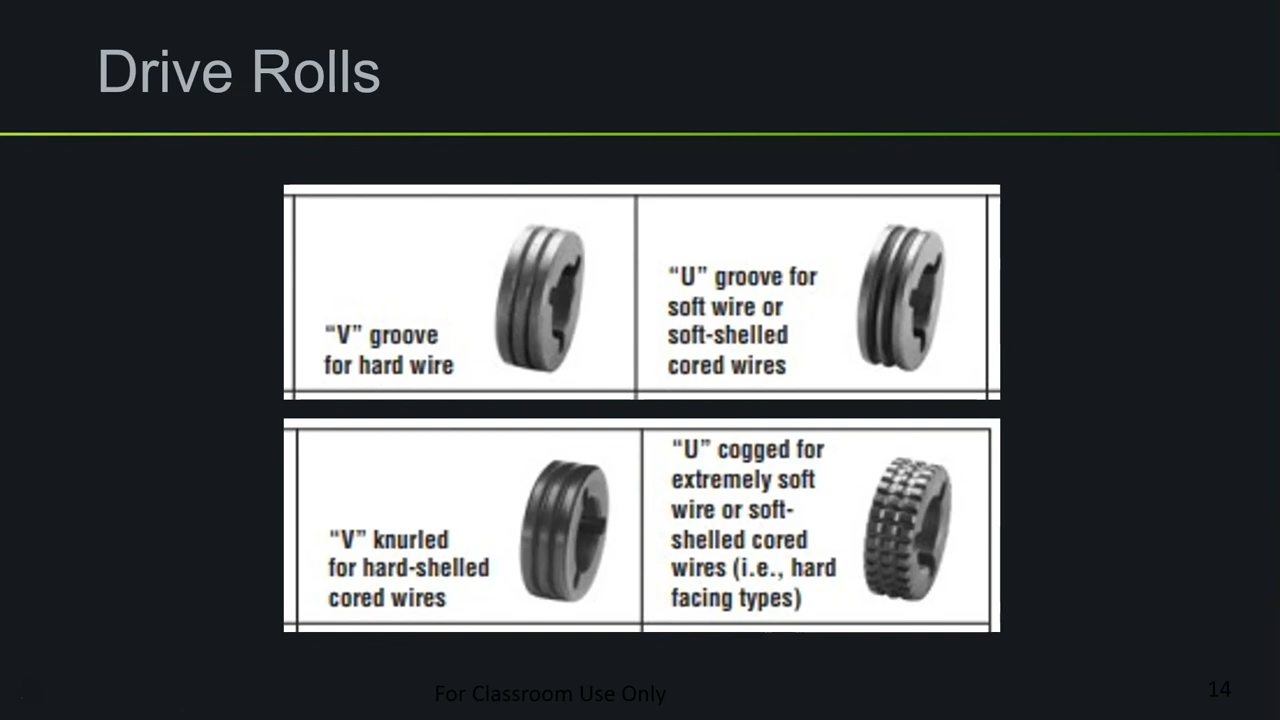 Drive Rolls
“V” groove
for hard wire
“U” groove for
soft wire or
soft-shelled
cored wires
“V” knurled
for hard-shelled
cored wires
“U” cogged for
extremely soft
wire or soft-
shelled cored
wires (i.e., hard
facing types)
For Classroom Use Only
14